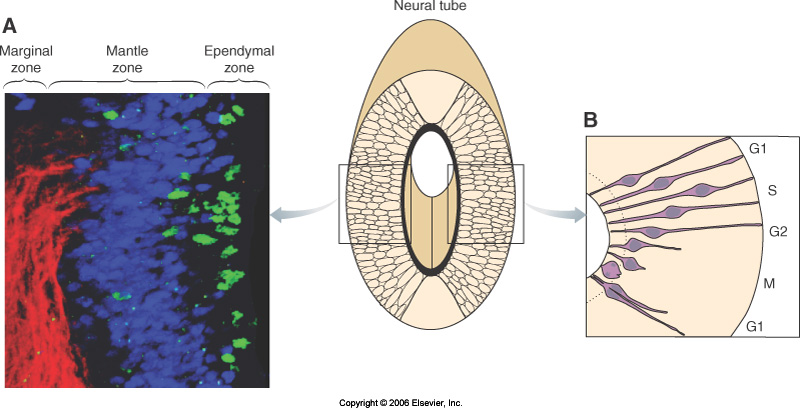 Neural tube
A
Marginal
zone
Mantle
zone
Ependymal
zone
B
G1
S
G2
M
G1
Copyright © 2006 Elsevier, Inc.